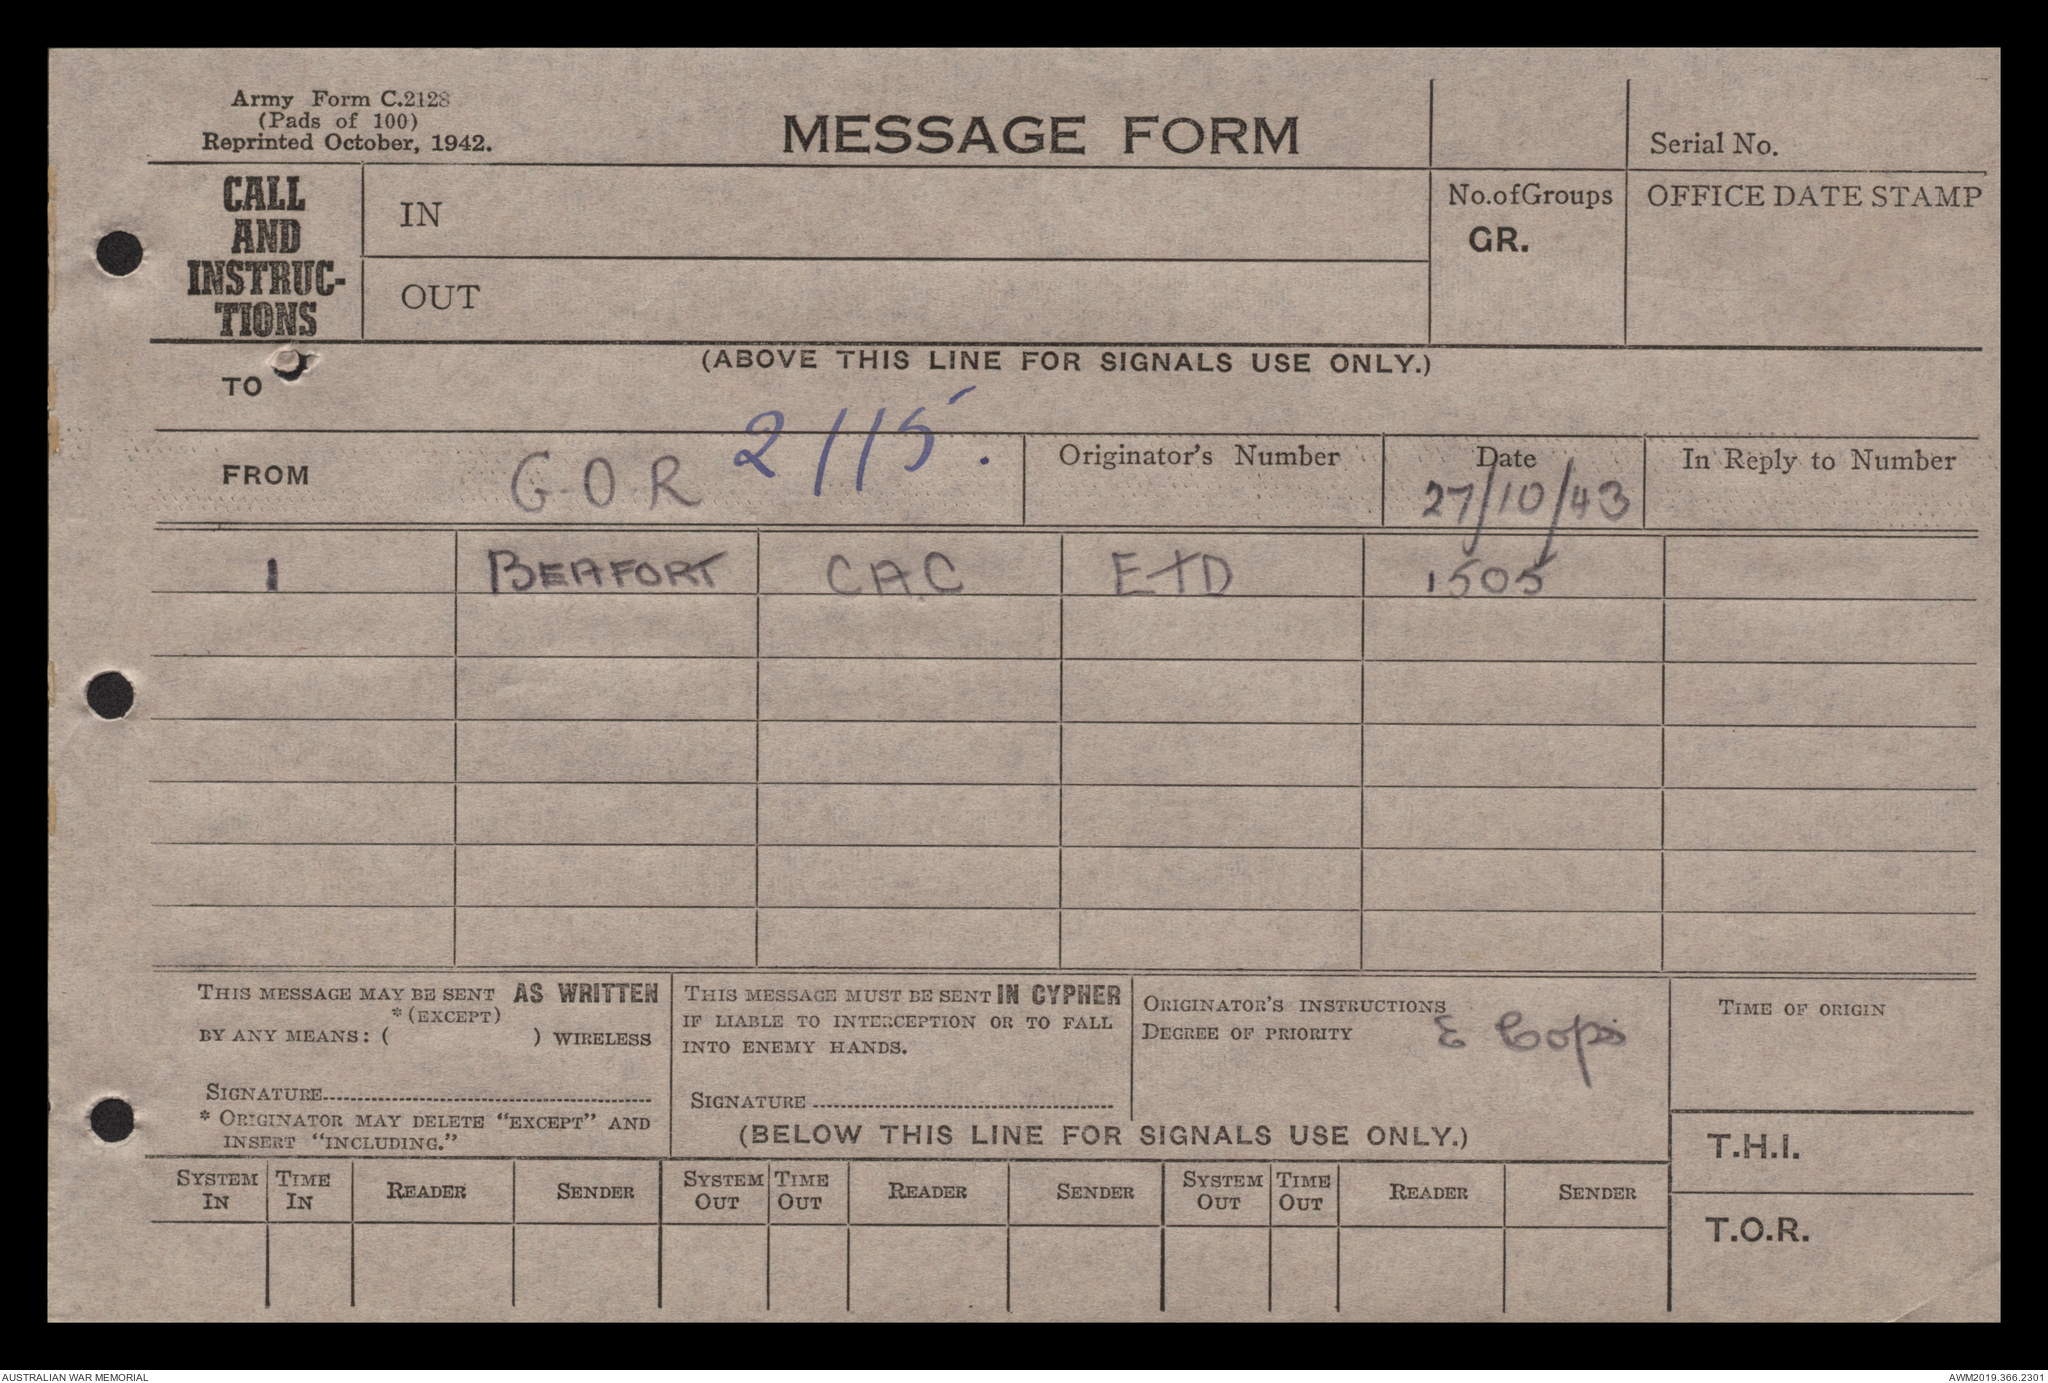 Army Form C.2128
(Pads of 100)
Reprinted October, 1942.
MESSAGE FORM
Serial No.
CALL
AND
INSTRUC-
TIONS
IN
OUT
No. of Groups
GR.
OFFICE DATE STAMP
(ABOVE THIS LINE FOR SIGNALS USE ONLY.)
TO
2115.
FROM
G.O.R
Originator's Number
Date
27/10/43
In Reply to Number
1 BEAFORT CAC ETD 1505
THIS MESSAGE MAY BE SENT AS WRITTEN
*(EXCEPT)
BY ANY MEANS: ( ) WIRELESS
SIGNATURE
* ORIGINATOR MAY DELETE "EXCEPT" AND
INSERT "INCLUDING."
THIS MESSAGE MUST BE SENT IN CYPHER
IF LIABLE TO INTERCEPTION OR TO FALL
INTO ENEMY HANDS.
SIGNATURE
ORIGINATOR'S INSTRUCTIONS
DEGREE OF PRIORITY
TIME OF ORIGIN
(BELOW THIS LINE FOR SIGNALS USE ONLY.)
T.H.I.
T.O.R.
SYSTEM IN TIME IN READER SENDER SYSTEM OUT TIME OUT READER SENDER SYSTEM OUT TIME OUT READER SENDER
AUSTRALIAN WAR MEMORIAL
AWM2019.366.2301